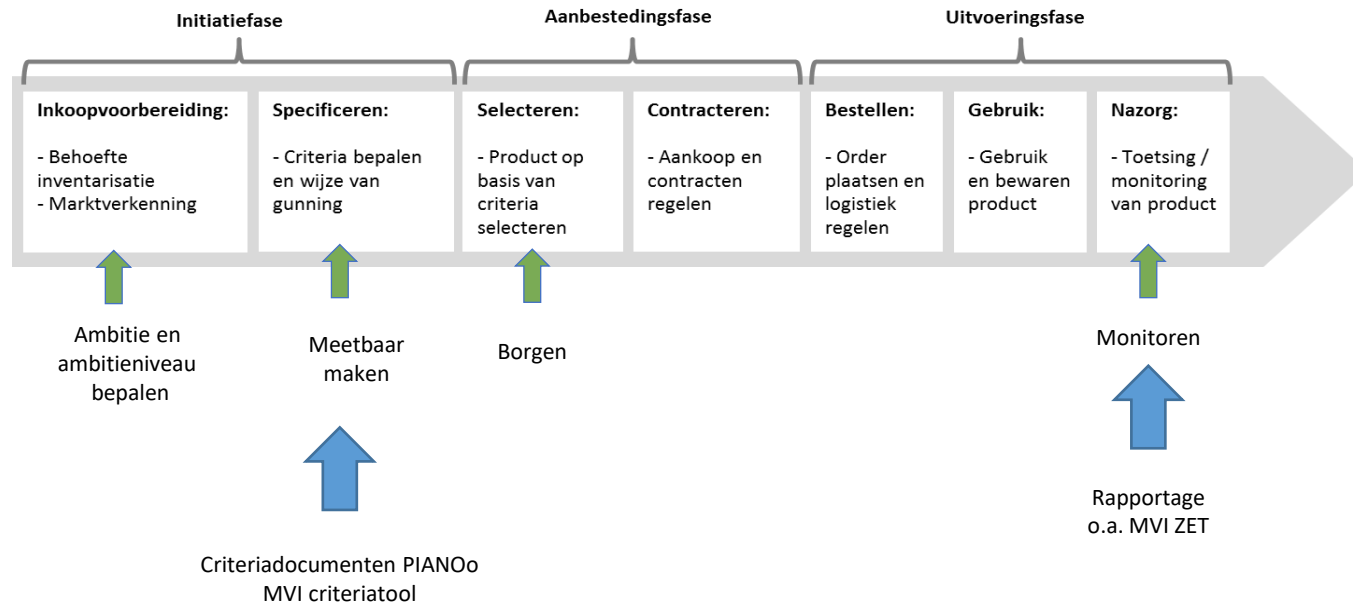 Initiatiefase
Aanbestedingsfase
Uitvoeringsfase
Inkoopvoorbereiding:
- Behoefte
inventarisatie
- Marktverkenning
Specificeren:
- Criteria bepalen
en wijze van
gunning
Selecteren:
- Product op
basis van
criteria
selecteren
Contracteren:
- Aankoop en
contracten
regelen
Bestellen:
- Order
plaatsen en
logistiek
regelen
Gebruik:
- Gebruik
en bewaren
product
Nazorg:
- Toetsing /
monitoring
van product
Ambitie en
ambitieniveau
bepalen
Meetbaar
maken
Borgen
Monitoren
Criteriadocumenten PIANOo
MVI criteriatool
Rapportage
o.a. MVI ZET